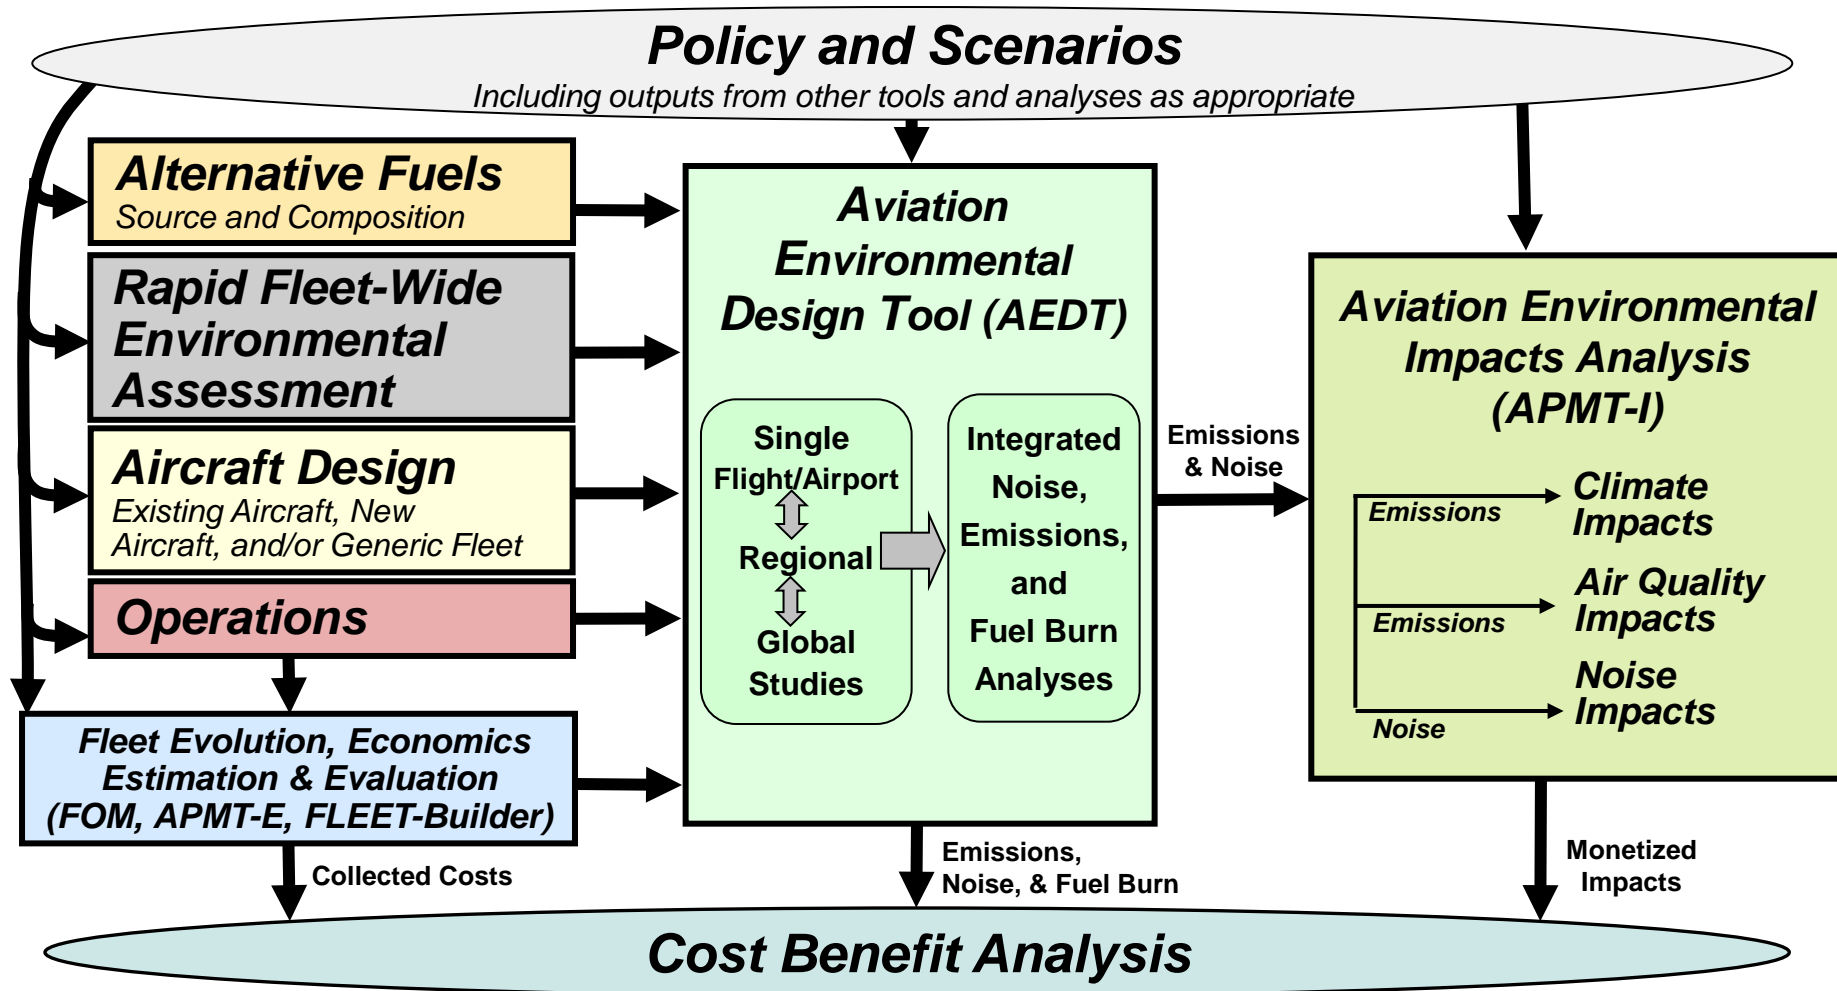 Policy and Scenarios
Including outputs from other tools and analyses as appropriate
Alternative Fuels
Source and Composition
Rapid Fleet-Wide
Environmental
Assessment
Aircraft Design
Existing Aircraft, New
Aircraft, and/or Generic Fleet
Operations
Fleet Evolution, Economics
Estimation & Evaluation
(FOM, APMT-E, FLEET-Builder)
Collected Costs
Aviation
Environmental
Design Tool (AEDT)
Single
Flight/Airport
Regional
Global
Studies
Integrated
Noise,
Emissions,
and
Fuel Burn
Analyses
Emissions,
Noise, & Fuel Burn
Emissions
& Noise
Aviation Environmental
Impacts Analysis
(APMT-I)
Emissions
Climate
Impacts
Emissions
Air Quality
Impacts
Noise
Noise
Impacts
Monetized
Impacts
Cost Benefit Analysis